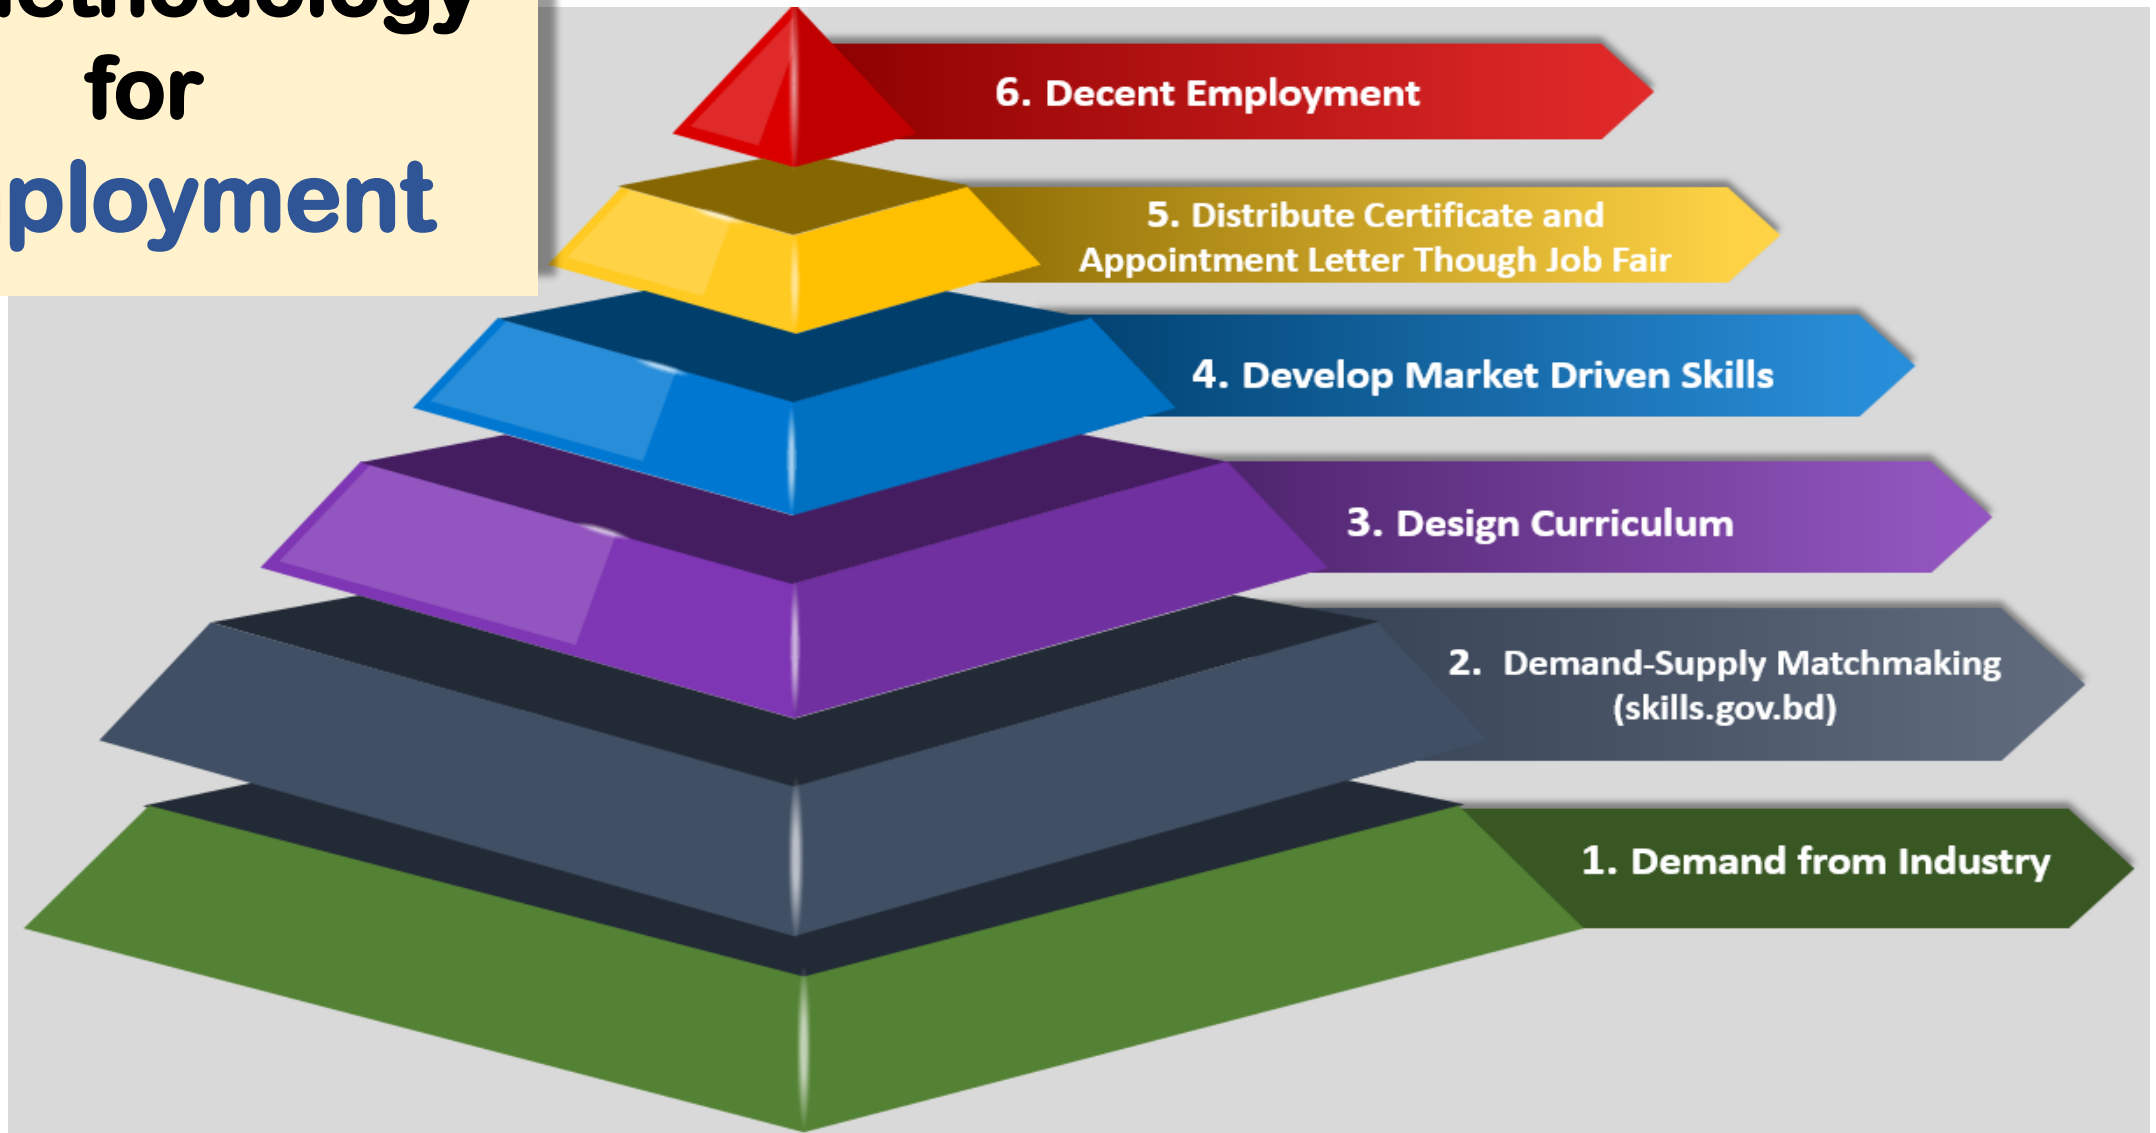 for
6. Decent Employment
5. Distribute Certificate and
Appointment Letter Though Job Fair
4. Develop Market Driven Skills
3. Design Curriculum
2. Demand-Supply Matchmaking
(skills.gov.bd)
1. Demand from Industry